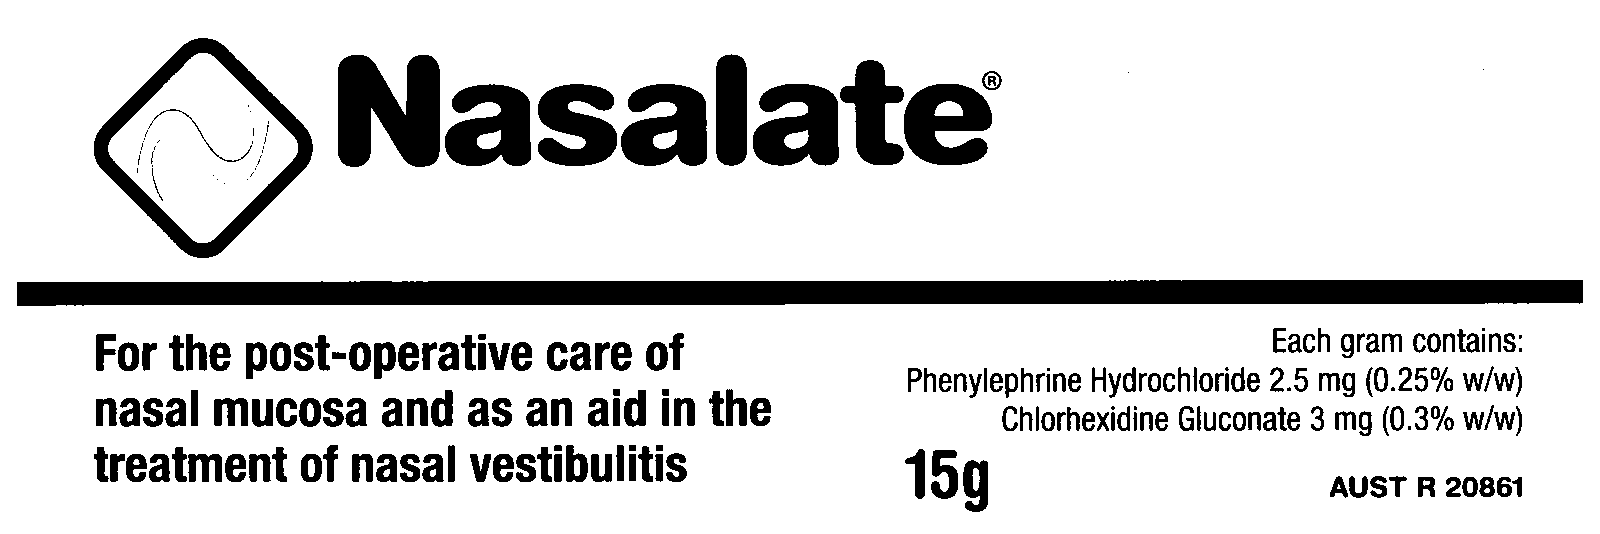 Nasalate®
For the post-operative care of
nasal mucosa and as an aid in the
treatment of nasal vestibulitis
Each gram contains:
Phenylephrine Hydrochloride 2.5 mg (0.25% w/w)
Chlorhexidine Gluconate 3 mg (0.3% w/w)
15g
AUST R 20861